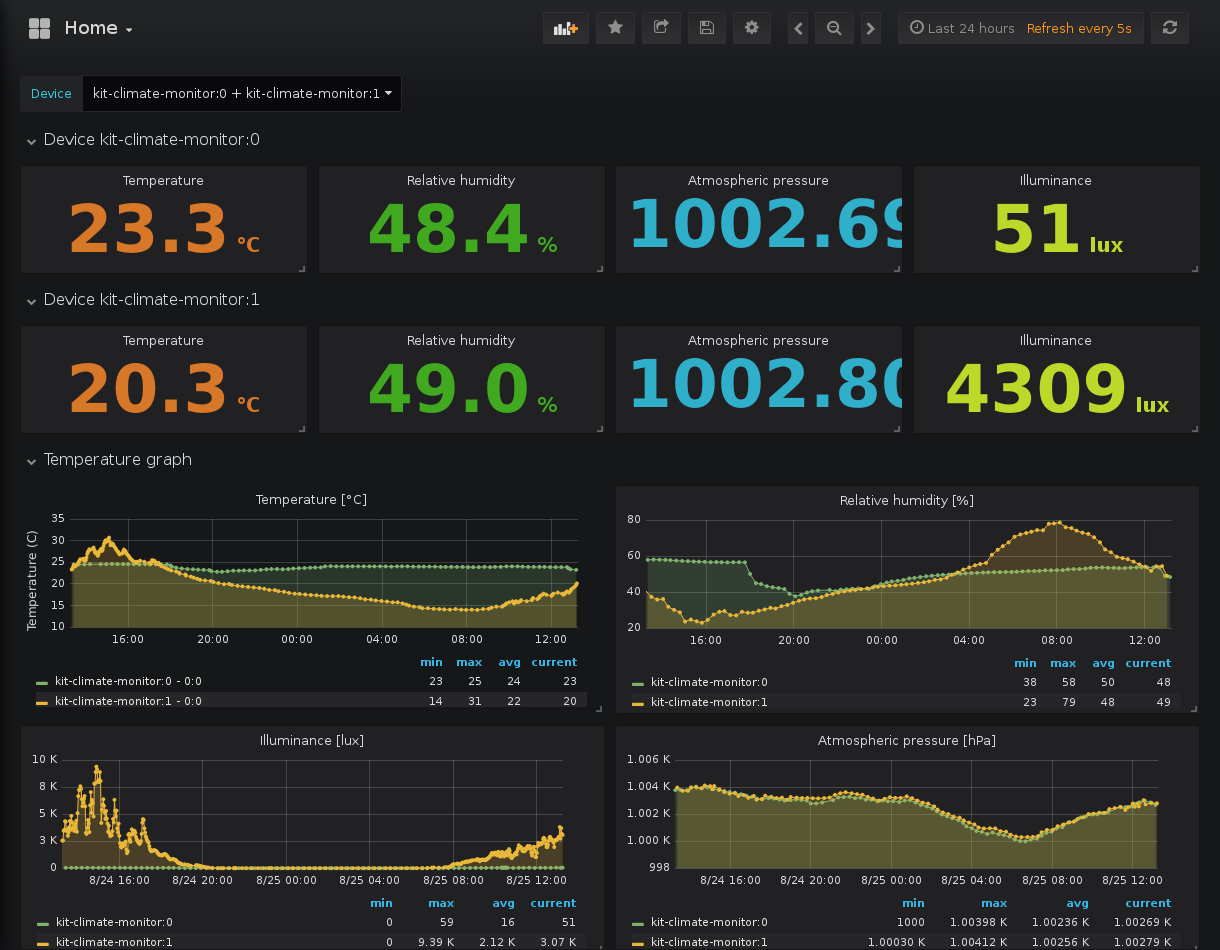 Home
Last 24 hours Refresh every 5s
Device kit-climate-monitor:0 + kit-climate-monitor:1
Device kit-climate-monitor:0
Temperature Relative humidity Atmospheric pressure Illuminance
23.3 °C 48.4 % 1002.69 51 lux
Device kit-climate-monitor:1
Temperature Relative humidity Atmospheric pressure Illuminance
20.3 °C 49.0 % 1002.80 4309 lux
Temperature graph
Temperature [°C]
Temperature (C)
35
30
25
20
15
10
16:00 20:00 00:00 04:00 08:00 12:00
min max avg current
kit-climate-monitor:0 - 0:0 23 25 24 23
kit-climate-monitor:1 - 0:0 14 31 22 20
Relative humidity [%]
80
60
40
20
16:00 20:00 00:00 04:00 08:00 12:00
min max avg current
kit-climate-monitor:0 38 58 50 48
kit-climate-monitor:1 23 79 48 49
Illuminance [lux]
10 K
8 K
5 K
3 K
0
8/24 16:00 8/24 20:00 8/25 00:00 8/25 04:00 8/25 08:00 8/25 12:00
min max avg current
kit-climate-monitor:0 0 59 16 51
kit-climate-monitor:1 0 9.39 K 2.12 K 3.07 K
Atmospheric pressure [hPa]
1.006 K
1.004 K
1.002 K
1.000 K
998
8/24 16:00 8/24 20:00 8/25 00:00 8/25 04:00 8/25 08:00 8/25 12:00
min max avg current
kit-climate-monitor:0 1000 1.00398 K 1.00236 K 1.00269 K
kit-climate-monitor:1 1.00030 K 1.00412 K 1.00256 K 1.00279 K